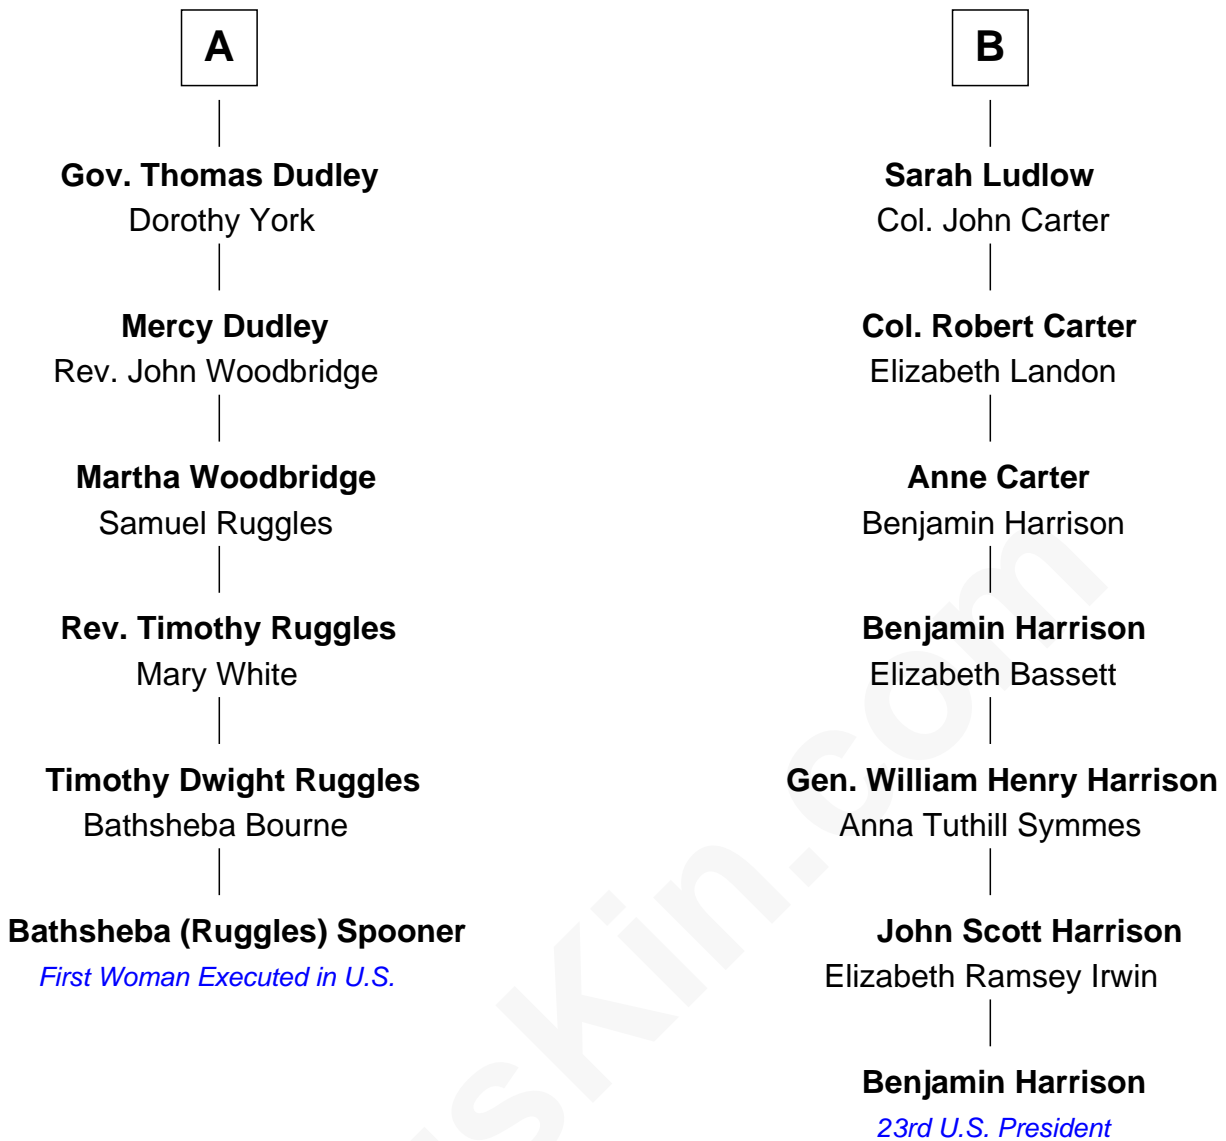 A
Gov. Thomas Dudley
Dorothy York
Mercy Dudley
Rev. John Woodbridge
Martha Woodbridge
Samuel Ruggles
Rev. Timothy Ruggles
Mary White
Timothy Dwight Ruggles
Bathsheba Bourne
Bathsheba (Ruggles) Spooner
First Woman Executed in U.S.
B
Sarah Ludlow
Col. John Carter
Col. Robert Carter
Elizabeth Landon
Anne Carter
Benjamin Harrison
Benjamin Harrison
Elizabeth Bassett
Gen. William Henry Harrison
Anna Tuthill Symmes
John Scott Harrison
Elizabeth Ramsey Irwin
Benjamin Harrison
23rd U.S. President
usKin.com